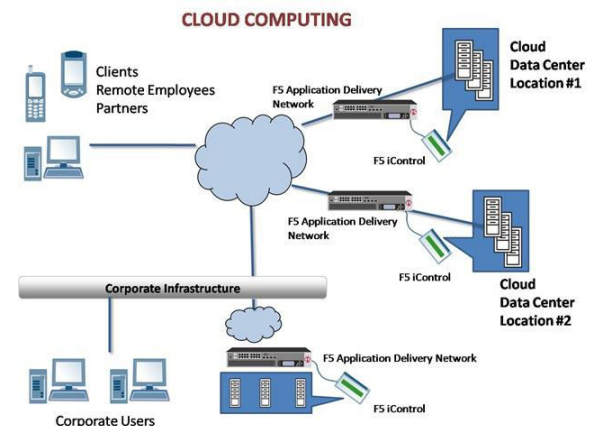 CLOUD COMPUTING
Clients
Remote Employees
Partners
F5 Application Delivery
Network
F5 iControl
Cloud
Data Center
Location #1
F5 Application Delivery
Network
F5 iControl
Cloud
Data Center
Location #2
Corporate Infrastructure
F5 Application Delivery Network
F5 iControl
Corporate Users